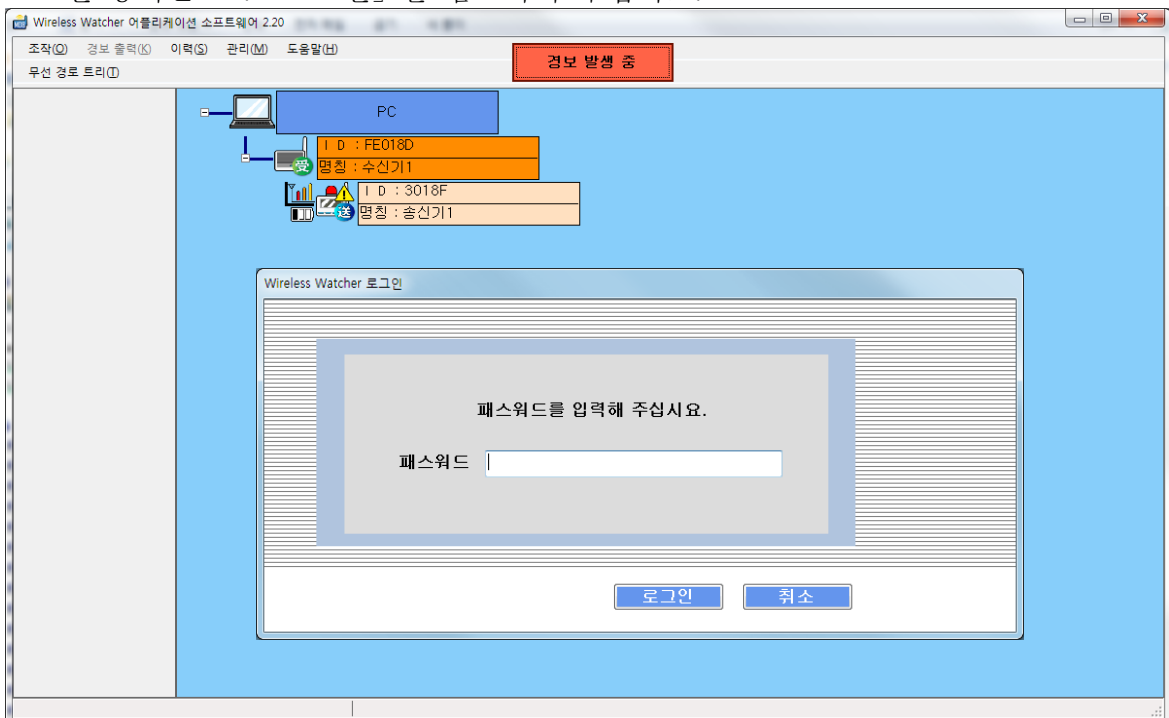 Wireless Watcher 어플리케이션 소프트웨어 2.20
조작(O) 경보 출력(K) 이력(S) 관리(M) 도움말(H)
경보 발생 중
무선 경로 트리(T)
PC
I D : FE018D
受
명칭 : 수신기1
I D : 3018F
送
명칭 : 송신기1
Wireless Watcher 로그인
패스워드를 입력해 주십시요.
패스워드
로그인 취소